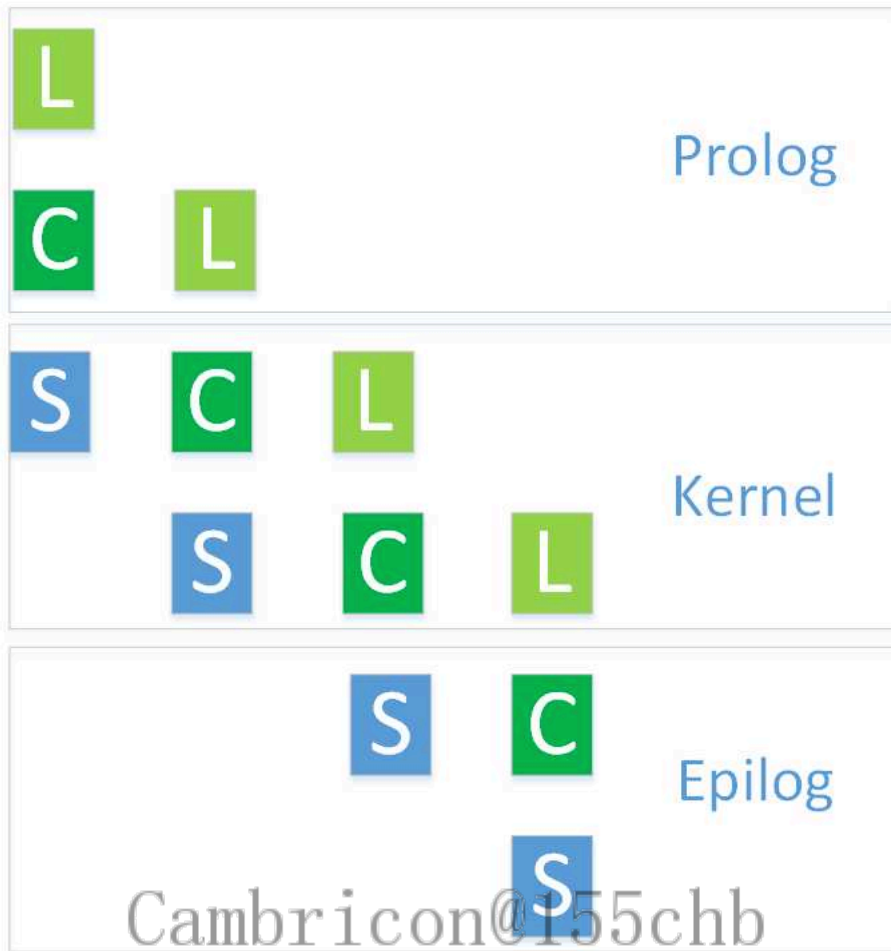 L
Prolog
C L
S C L
Kernel
S C L
S C
Epilog
S
Cambricon@155chb